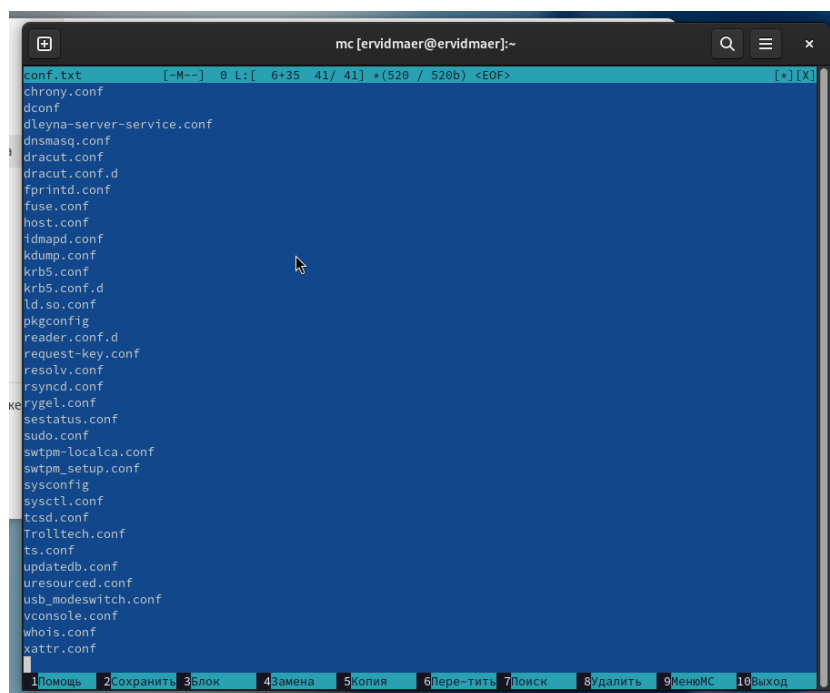 mc [ervidmaer@ervidmaer]:~
conf.txt [-M--] 0 L:[ 6+35 41/ 41] *(520 / 520b) <EOF> [*][X]
chrony.conf
dconf
dleyna-server-service.conf
dnsmasq.conf
dracut.conf
dracut.conf.d
fprintd.conf
fuse.conf
host.conf
idmapd.conf
kdump.conf
krb5.conf
krb5.conf.d
ld.so.conf
pkgconfig
reader.conf.d
request-key.conf
resolv.conf
rsyncd.conf
rygel.conf
sestatus.conf
sudo.conf
swtpm-localca.conf
swtpm_setup.conf
sysconfig
sysctl.conf
tcsd.conf
Trolltech.conf
ts.conf
updatedb.conf
uresourced.conf
usb_modeswitch.conf
vconsole.conf
whois.conf
xattr.conf
1Помощь 2Сохранить 3Блок 4Замена 5Копия 6Пере~тить 7Поиск 8Удалить 9МенюMC 10Выход